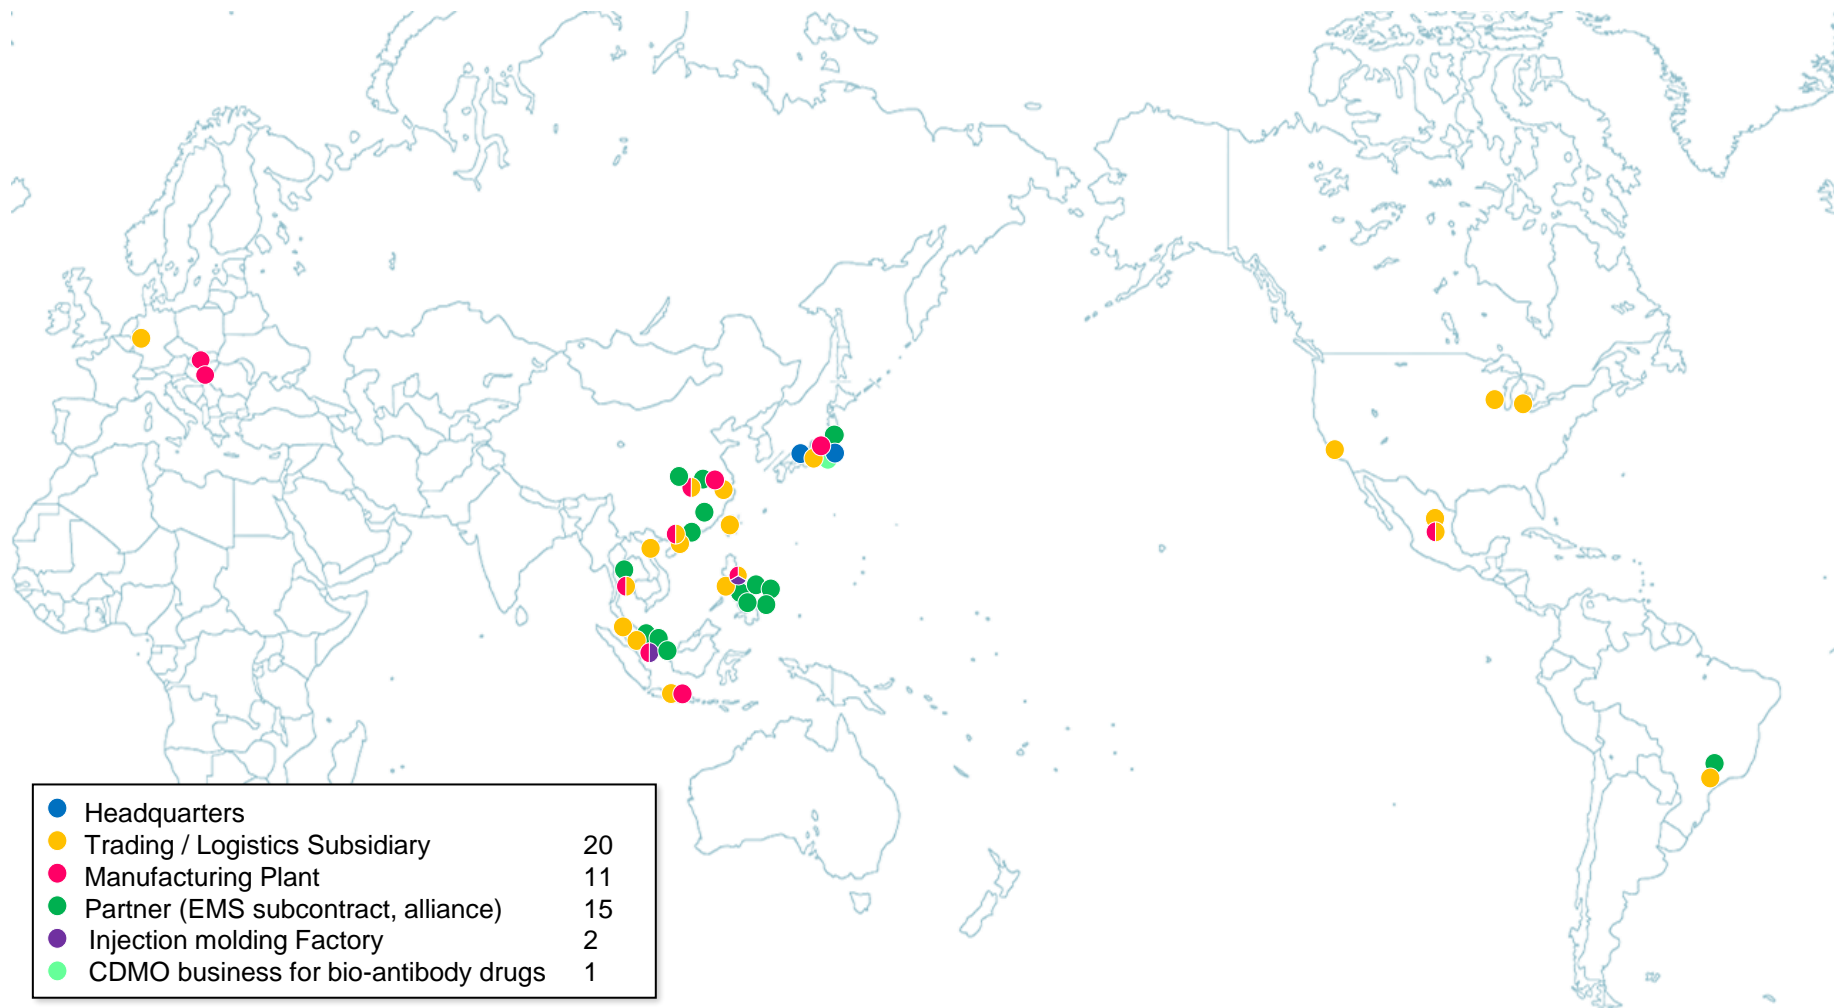 Headquarters
Trading / Logistics Subsidiary 20
Manufacturing Plant 11
Partner (EMS subcontract, alliance) 15
Injection molding Factory 2
CDMO business for bio-antibody drugs 1